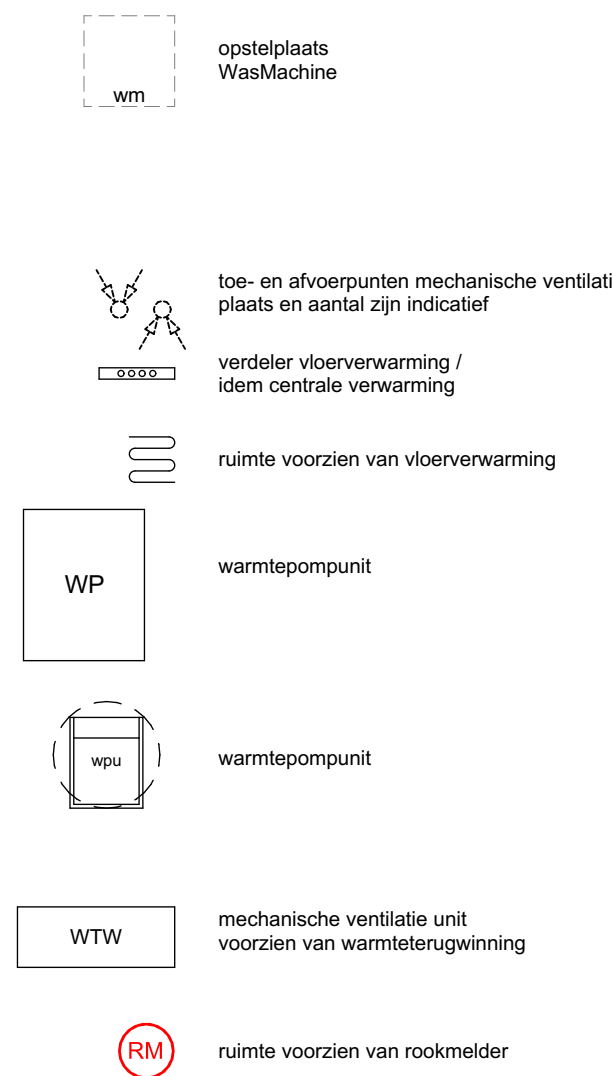 opstelplaats
WasMachine
wm
toe- en afvoerpunten mechanische ventilati
plaats en aantal zijn indicatief
verdeler vloerverwarming /
idem centrale verwarming
ruimte voorzien van vloerverwarming
WP
warmtepompunit
wpu
warmtepompunit
WTW
mechanische ventilatie unit
voorzien van warmteterugwinning
RM
ruimte voorzien van rookmelder